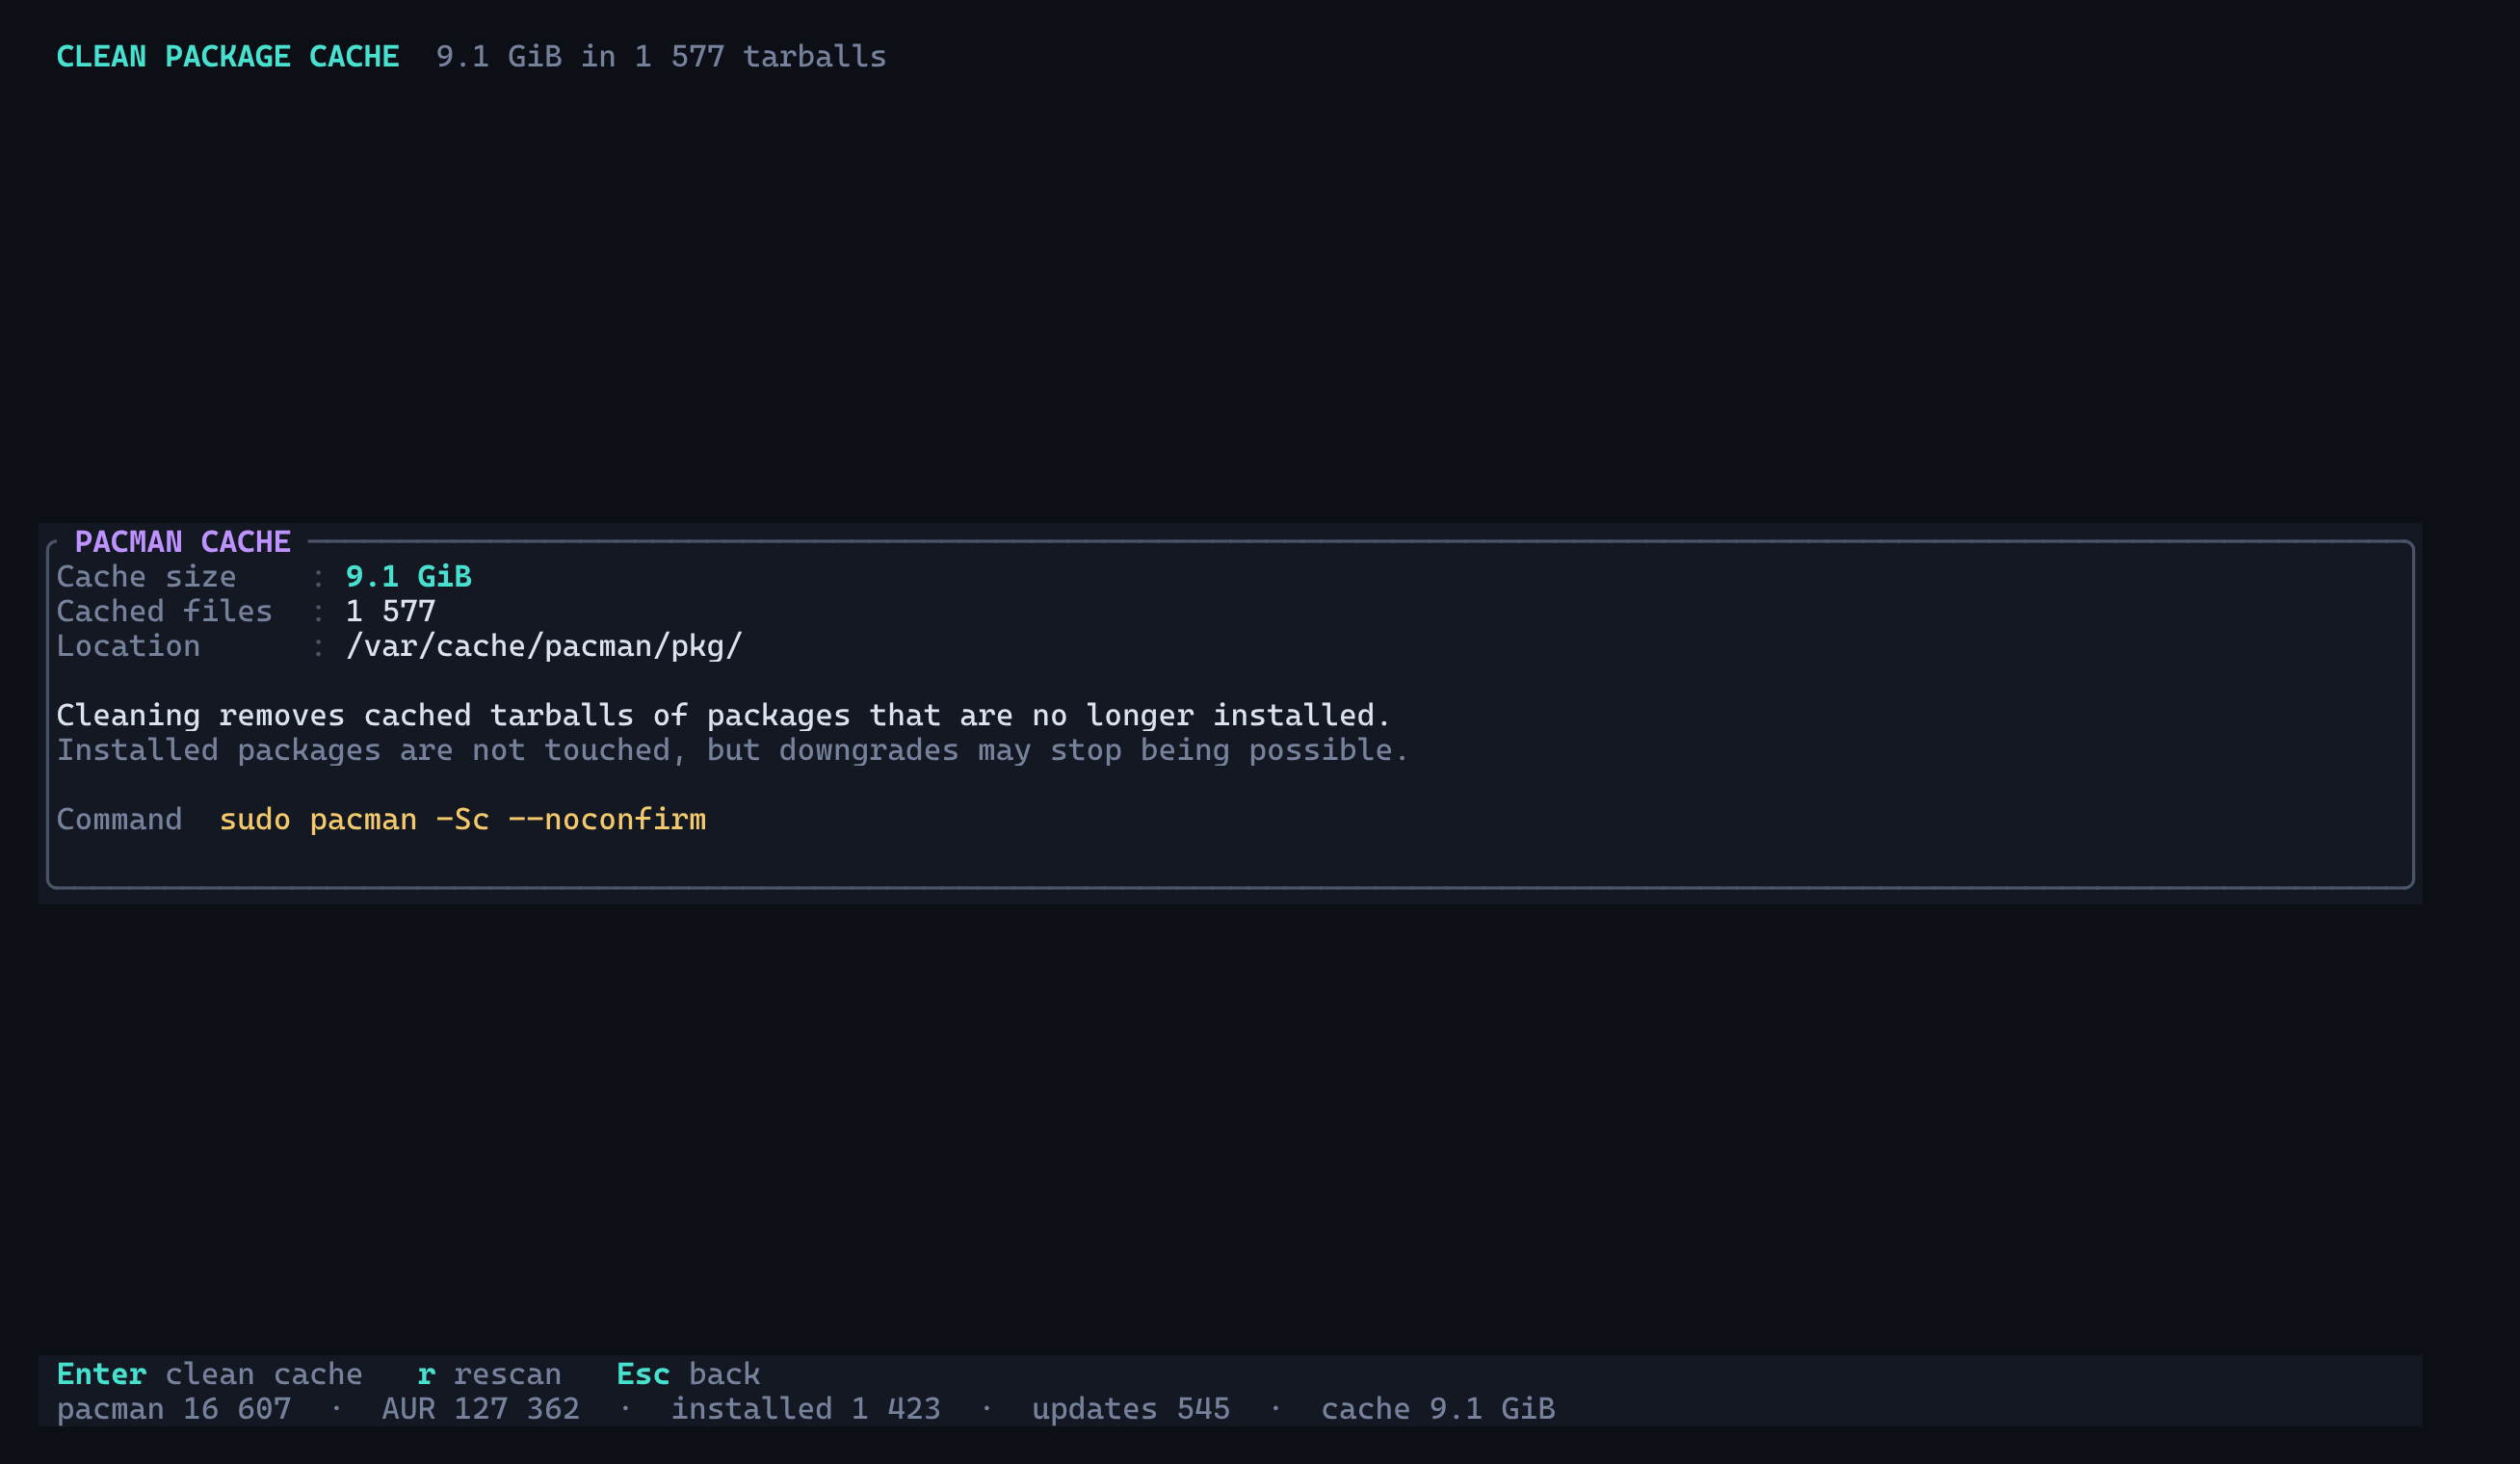 CLEAN PACKAGE CACHE  9.1 GiB in 1 577 tarballs
PACMAN CACHE
Cache size : 9.1 GiB
Cached files : 1 577
Location : /var/cache/pacman/pkg/
Cleaning removes cached tarballs of packages that are no longer installed.
Installed packages are not touched, but downgrades may stop being possible.
Command  sudo pacman -Sc --noconfirm
Enter clean cache   r rescan   Esc back
pacman 16 607  ·  AUR 127 362  ·  installed 1 423  ·  updates 545  ·  cache 9.1 GiB